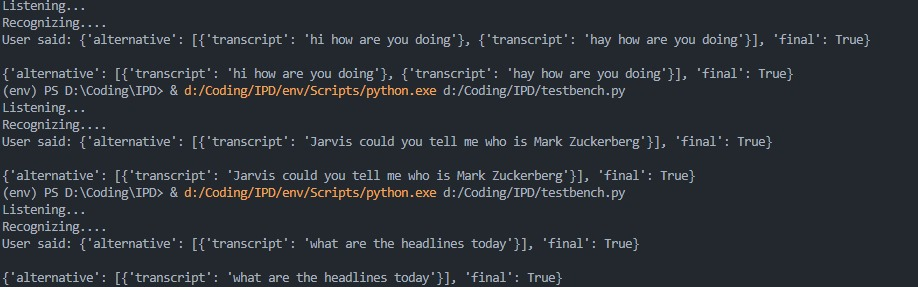 Listening...
Recognizing....
User said: {'alternative': [{'transcript': 'hi how are you doing'}, {'transcript': 'hay how are you doing'}], 'final': True}
{'alternative': [{'transcript': 'hi how are you doing'}, {'transcript': 'hay how are you doing'}], 'final': True}
(env) PS D:\Coding\IPD> & d:/Coding/IPD/env/Scripts/python.exe d:/Coding/IPD/testbench.py
Listening...
Recognizing....
User said: {'alternative': [{'transcript': 'Jarvis could you tell me who is Mark Zuckerberg'}], 'final': True}
{'alternative': [{'transcript': 'Jarvis could you tell me who is Mark Zuckerberg'}], 'final': True}
(env) PS D:\Coding\IPD> & d:/Coding/IPD/env/Scripts/python.exe d:/Coding/IPD/testbench.py
Listening...
Recognizing....
User said: {'alternative': [{'transcript': 'what are the headlines today'}], 'final': True}
{'alternative': [{'transcript': 'what are the headlines today'}], 'final': True}